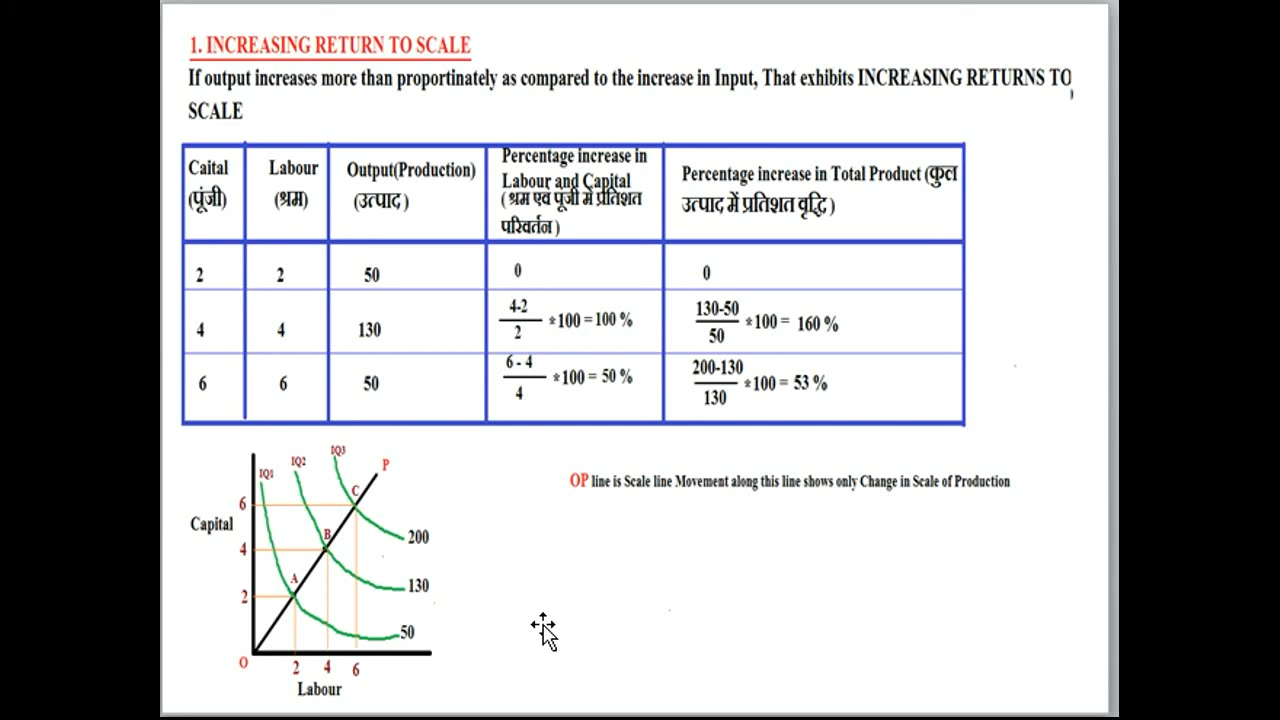 1. INCREASING RETURN TO SCALE
If output increases more than proportinately as compared to the increase in Input, That exhibits INCREASING RETURNS TO,
SCALE
Caital
(पूंजी)
Labour
(श्रम)
Output(Production)
(उत्पाद )
Percentage increase in
Labour and Capital
( श्रम एव पूंजी में प्रतिशत
परिवर्तन )
Percentage increase in Total Product (कुल
उत्पाद में प्रतिशत वृद्धि )
2 2 50 0 0
4 4 130
4-2
2
*100 =100 %
130-50
50
*100 = 160 %
6 6 50
6 - 4
4
*100 = 50 %
200-130
130
*100 = 53 %
IQ1 IQ2 IQ3 P
OP line is Scale line Movement along this line shows only Change in Scale of Production
6 C
Capital
4 B 200
2 A 130
50
O 2 4 6
Labour